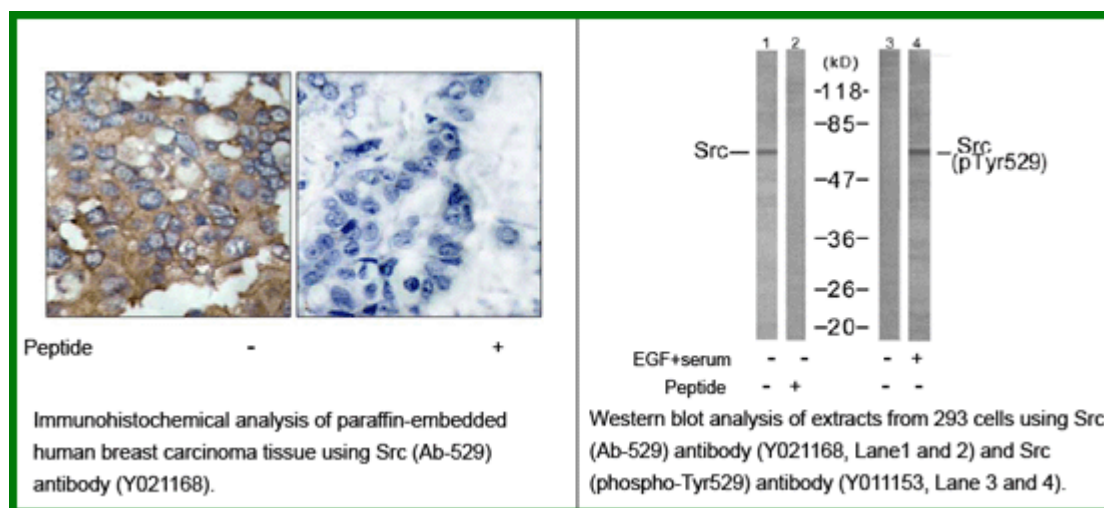 Peptide - +
Immunohistochemical analysis of paraffin-embedded
human breast carcinoma tissue using Src (Ab-529)
antibody (Y021168).
1 2 3 4
(kD)
-118-
-85-
Src
Src
(pTyr529)
-47-
-36-
-26-
-20-
EGF+serum - - - +
Peptide - + - -
Western blot analysis of extracts from 293 cells using Src
(Ab-529) antibody (Y021168, Lane1 and 2) and Src
(phospho-Tyr529) antibody (Y011153, Lane 3 and 4).